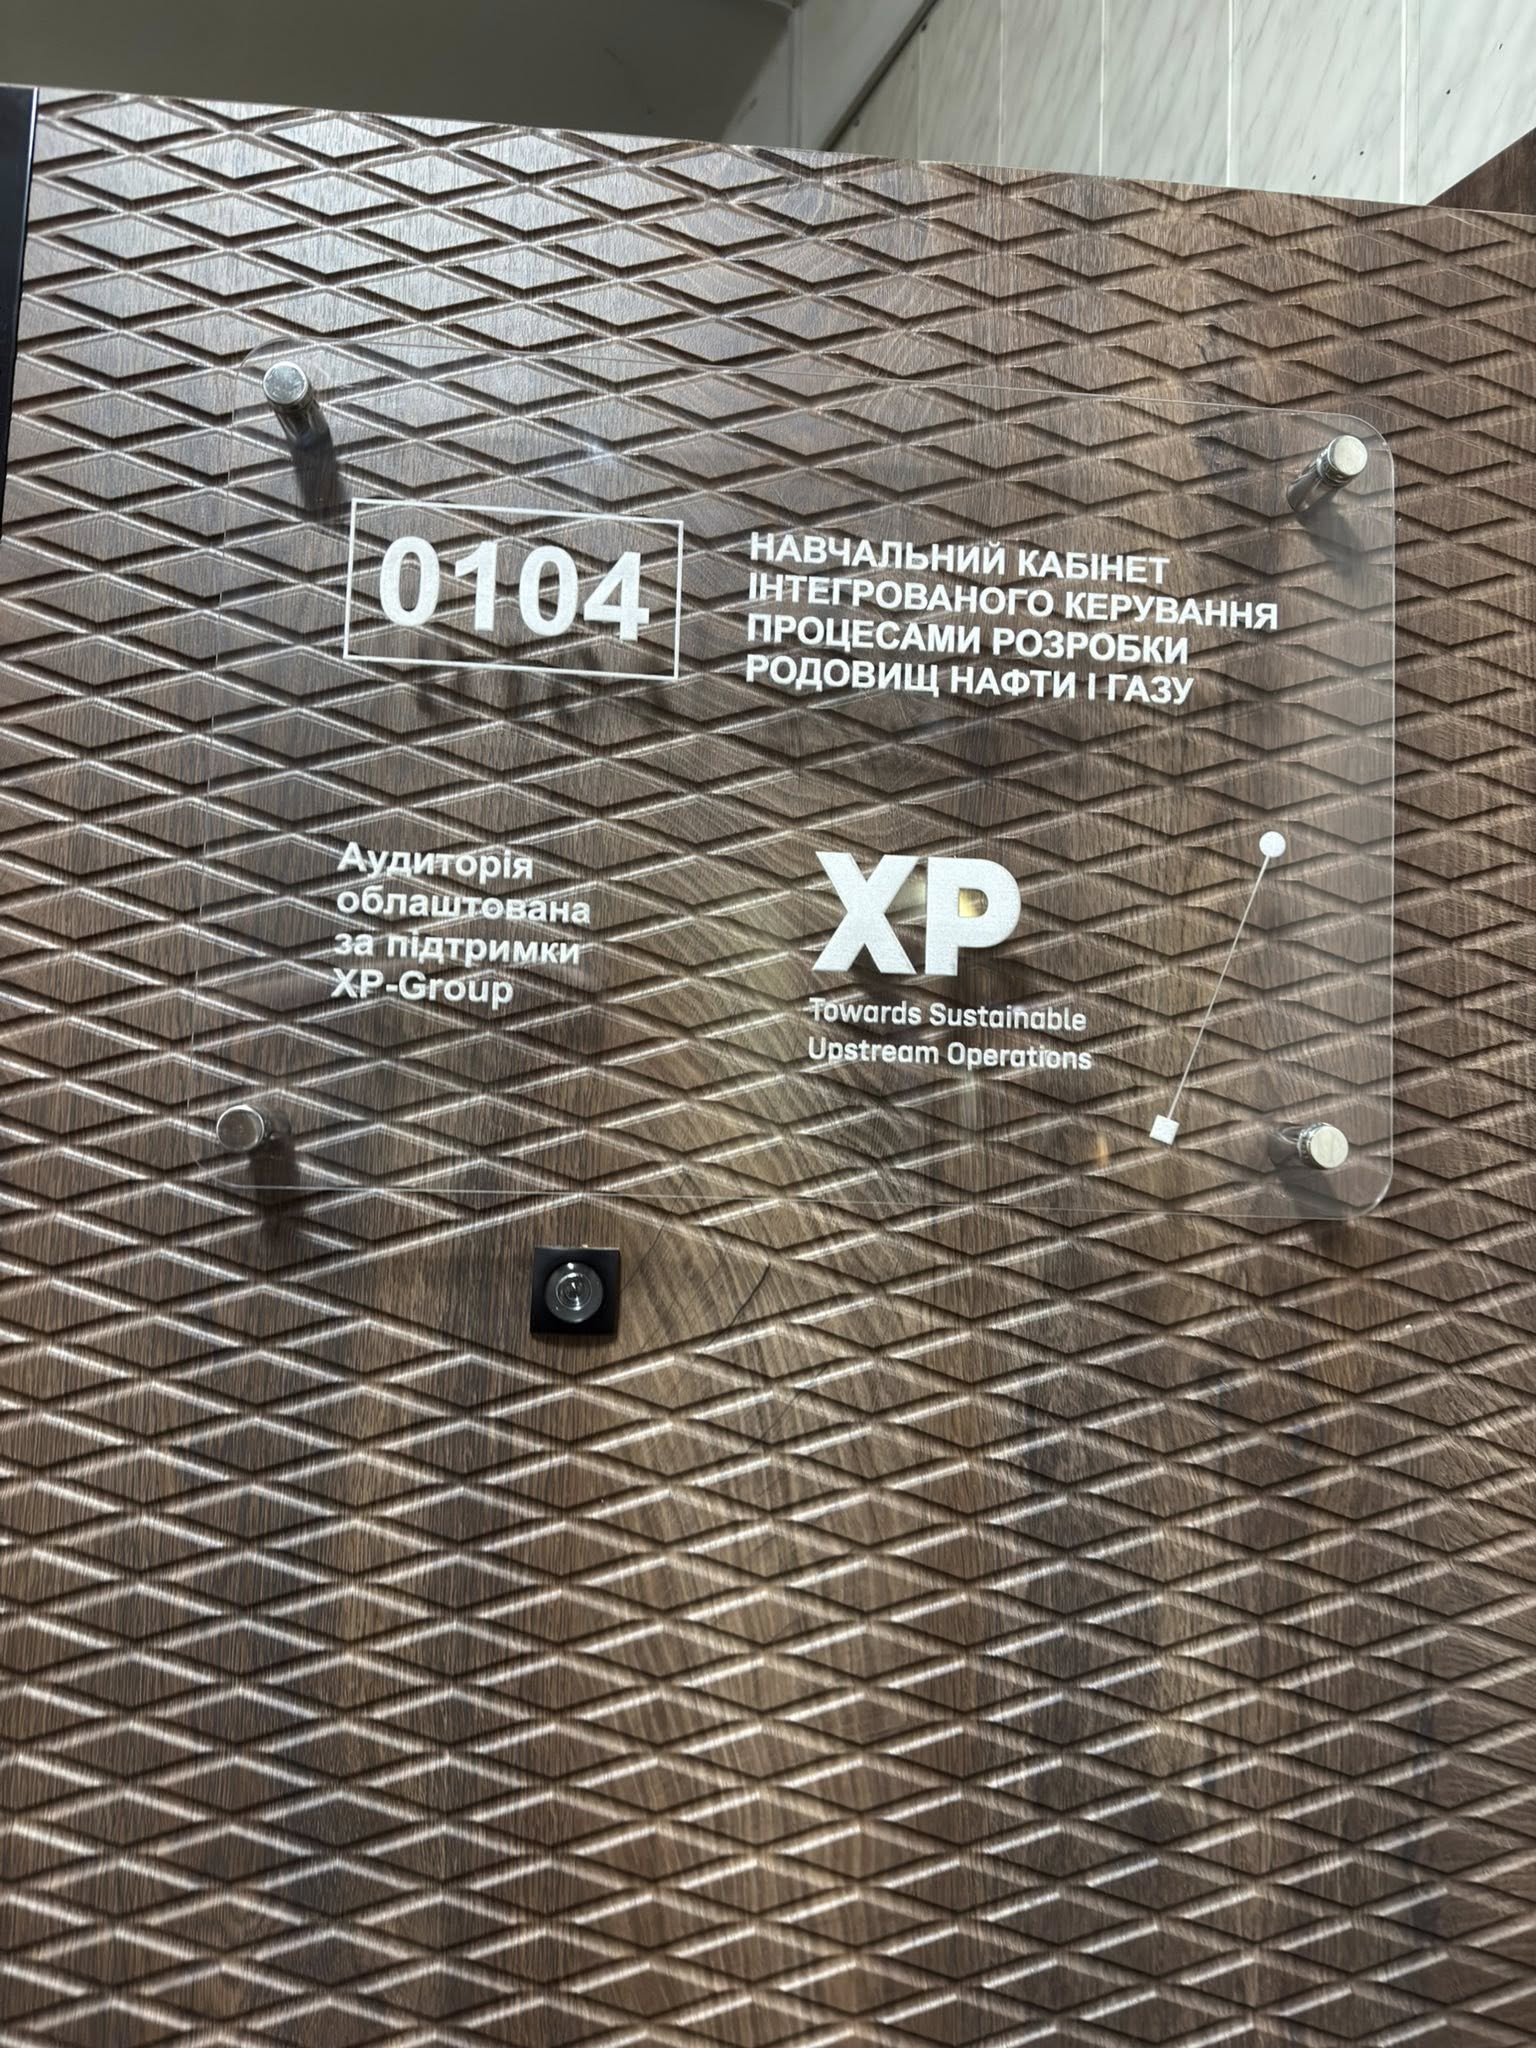 0104
НАВЧАЛЬНИЙ КАБІНЕТ
ІНТЕГРОВАНОГО КЕРУВАННЯ
ПРОЦЕСАМИ РОЗРОБКИ
РОДОВИЩ НАФТИ І ГАЗУ
Аудиторія
облаштована
за підтримки
XP-Group
XP
Towards Sustainable
Upstream Operations